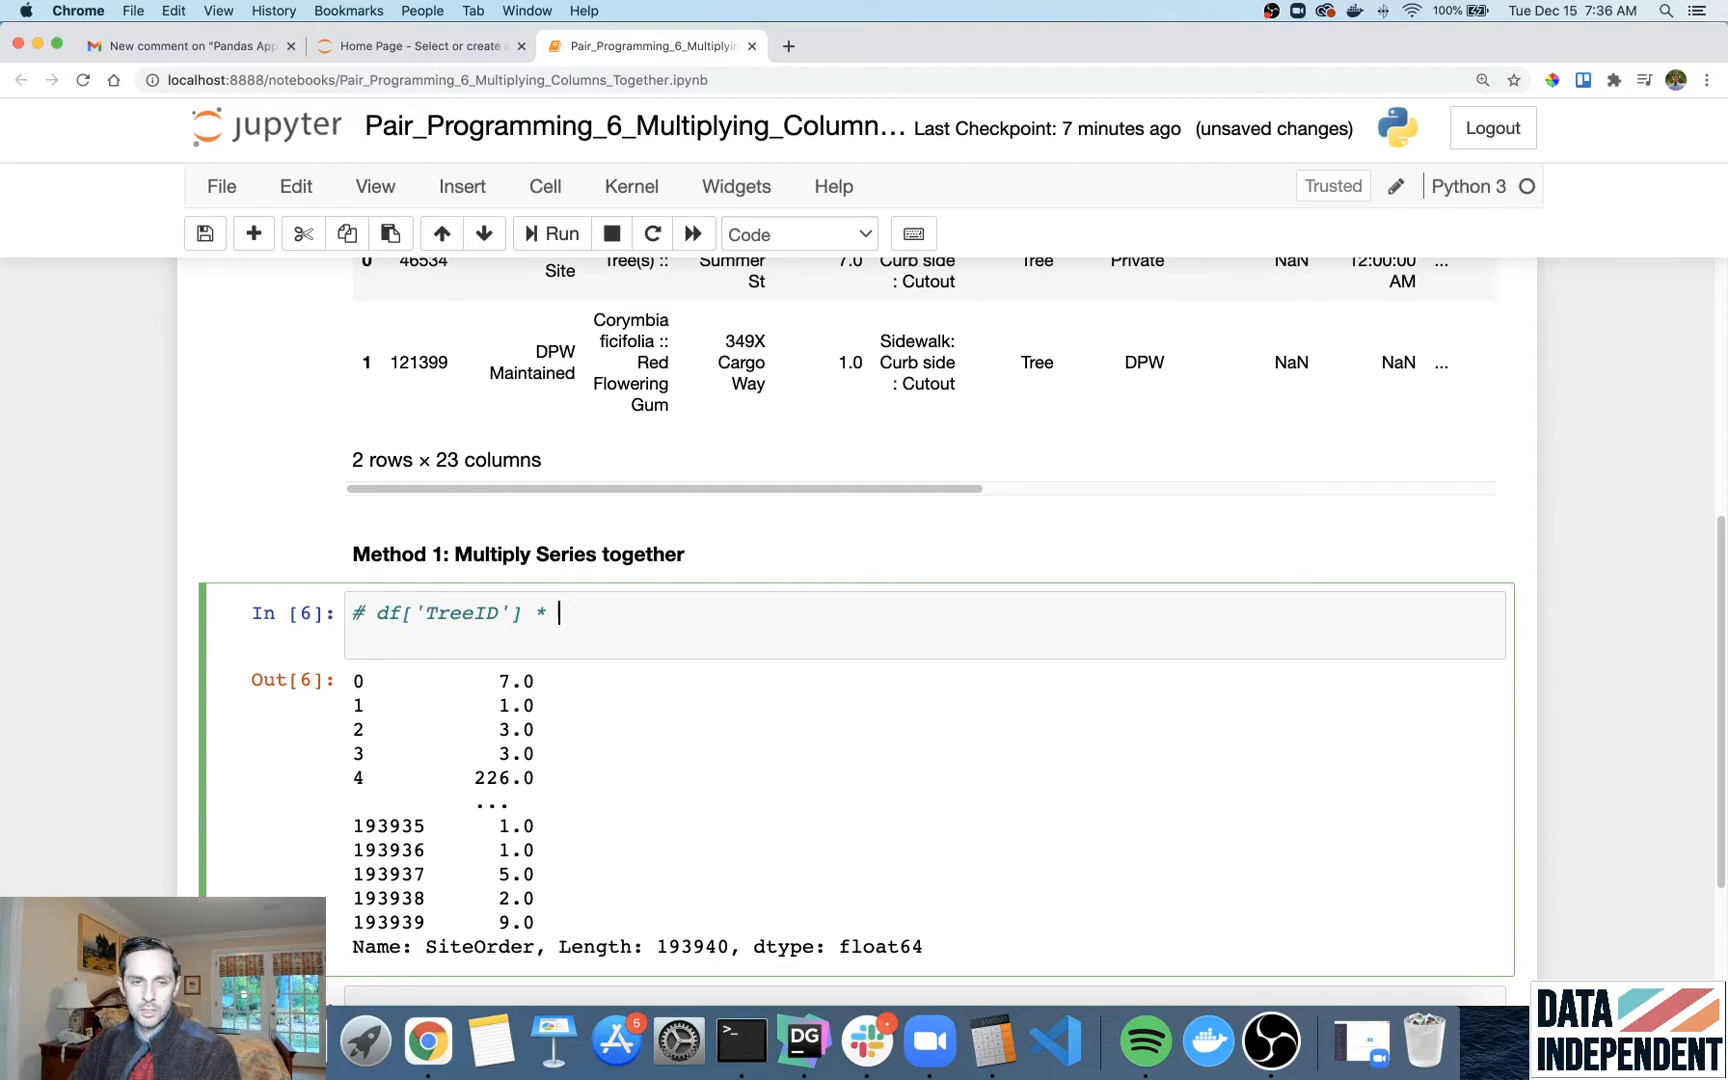 Chrome File Edit View History Bookmarks People Tab Window Help 100% Tue Dec 15 7:36 AM
New comment on "Pandas App
Home Page - Select or create a
Pair_Programming_6_Multiplyin
localhost:8888/notebooks/Pair_Programming_6_Multiplying_Columns_Together.ipynb
jupyter Pair_Programming_6_Multiplying_Column... Last Checkpoint: 7 minutes ago (unsaved changes) Logout
File Edit View Insert Cell Kernel Widgets Help Trusted Python 3
Run Code
0 46534 Site Tree(s) :: Summer St 7.0 Curb side : Cutout Tree Private NaN 12:00:00 AM ...
1 121399 DPW Maintained Corymbia ficifolia :: Red Flowering Gum 349X Cargo Way 1.0 Sidewalk: Curb side : Cutout Tree DPW NaN NaN ...
2 rows × 23 columns
Method 1: Multiply Series together
In [6]: # df['TreeID'] *
Out[6]: 0 7.0
1 1.0
2 3.0
3 3.0
4 226.0
...
193935 1.0
193936 1.0
193937 5.0
193938 2.0
193939 9.0
Name: SiteOrder, Length: 193940, dtype: float64
5
DG
DATA
INDEPENDENT